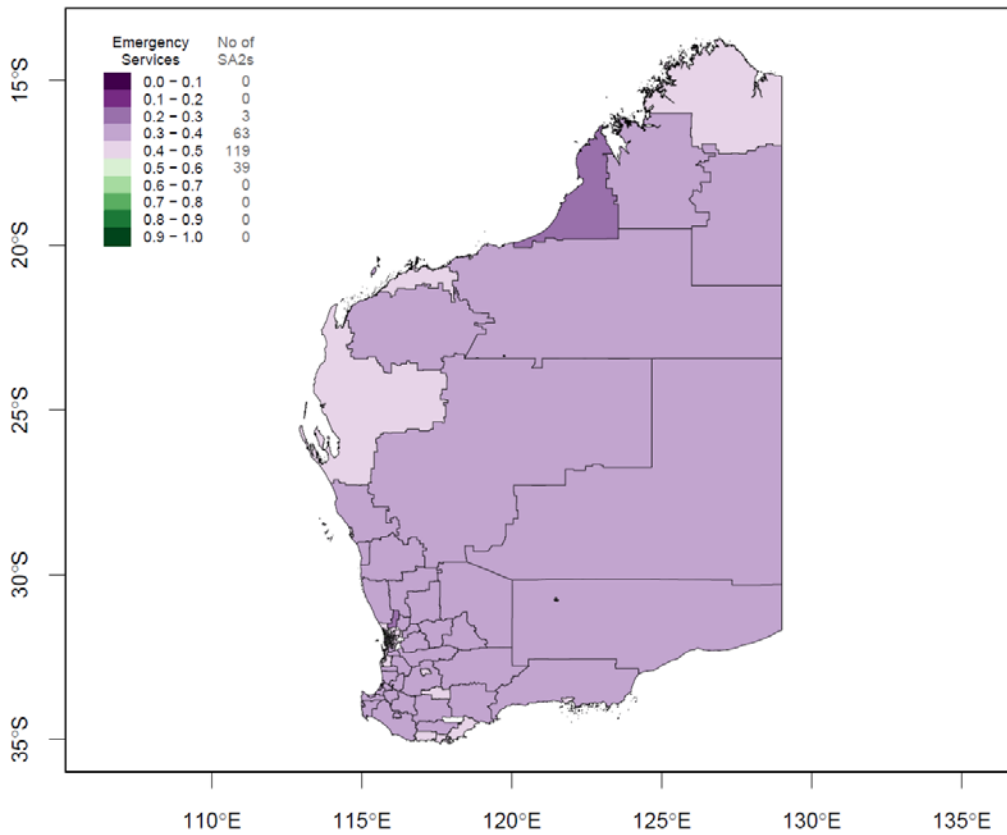 Emergency No of
Services SA2s
0.0 – 0.1 0
0.1 – 0.2 0
0.2 – 0.3 3
0.3 – 0.4 63
0.4 – 0.5 119
0.5 – 0.6 39
0.6 – 0.7 0
0.7 – 0.8 0
0.8 – 0.9 0
0.9 – 1.0 0
15°S
20°S
25°S
30°S
35°S
110°E 115°E 120°E 125°E 130°E 135°E